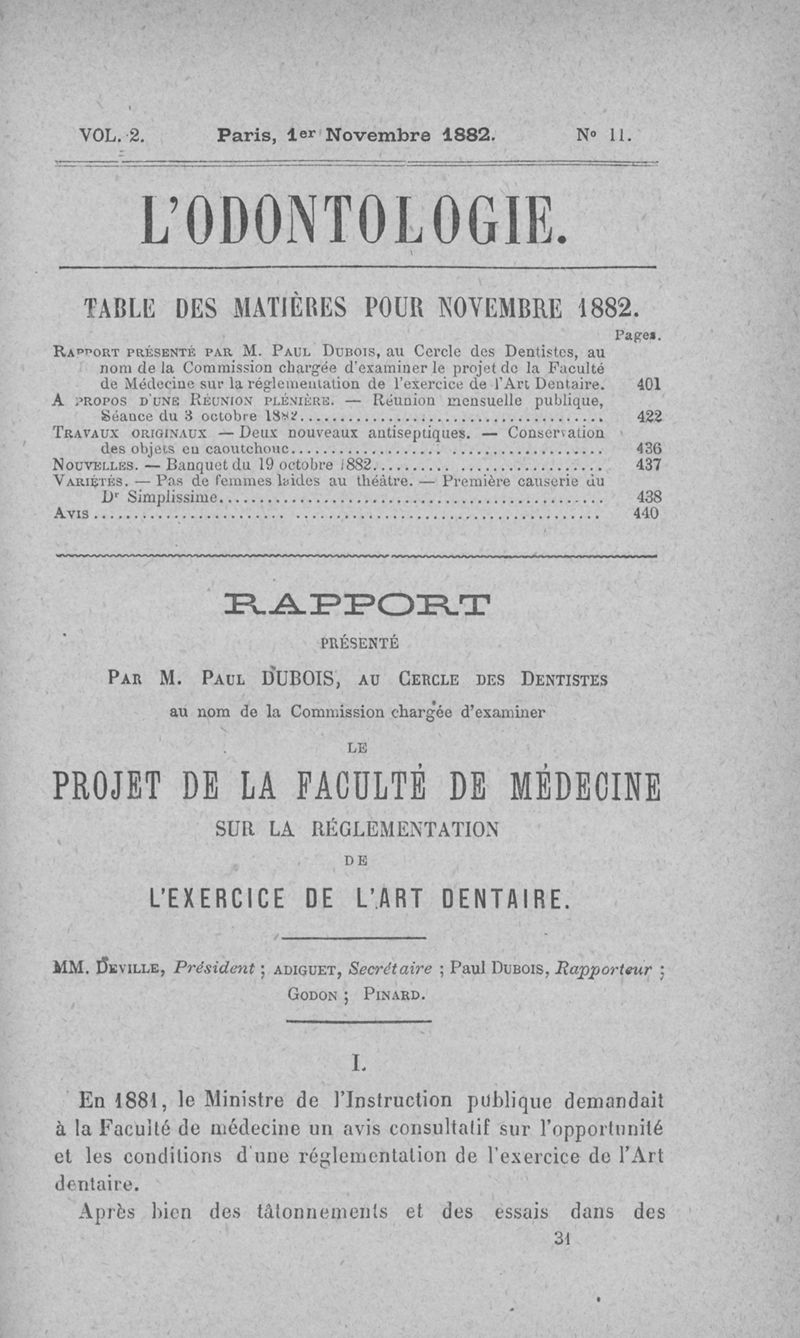 VOL. 2. Paris, 1er Novembre 1882. No 11.
L'ODONTOLOGIE.
TABLE DES MATIÈRES POUR NOVEMBRE 1882.
Pages.
RAPPORT PRÉSENTÉ PAR M. PAUL DUBOIS, au Cercle des Dentistes, au
nom de la Commission chargée d'examiner le projet de la Faculté
de Médecine sur la réglementation de l'exercice de l'Art Dentaire. 401
A PROPOS D'UNE RÉUNION PLÉNIÈRE. — Réunion mensuelle publique,
Séance du 3 octobre 1882 422
TRAVAUX ORIGINAUX — Deux nouveaux antiseptiques. — Conservation
des objets en caoutchouc 436
NOUVELLES. — Banquet du 19 octobre 1882 437
VARIÉTÉS. — Pas de femmes laides au théâtre. — Première causerie du
Dr Simplissime 438
AVIS 440
RAPPORT
PRÉSENTÉ
PAR M. PAUL DUBOIS, AU CERCLE DES DENTISTES
au nom de la Commission chargée d'examiner
LE
PROJET DE LA FACULTÉ DE MÉDECINE
SUR LA RÉGLEMENTATION
DE
L'EXERCICE DE L'ART DENTAIRE.
MM. DEVILLE, Président ; ADIGUET, Secrétaire ; Paul DUBOIS, Rapporteur ;
GODON ; PINARD.
I.
En 1881, le Ministre de l'Instruction publique demandait
à la Faculté de médecine un avis consultatif sur l'opportunité
et les conditions d'une réglementation de l'exercice de l'Art
dentaire.
Après bien des tâtonnements et des essais dans des
31